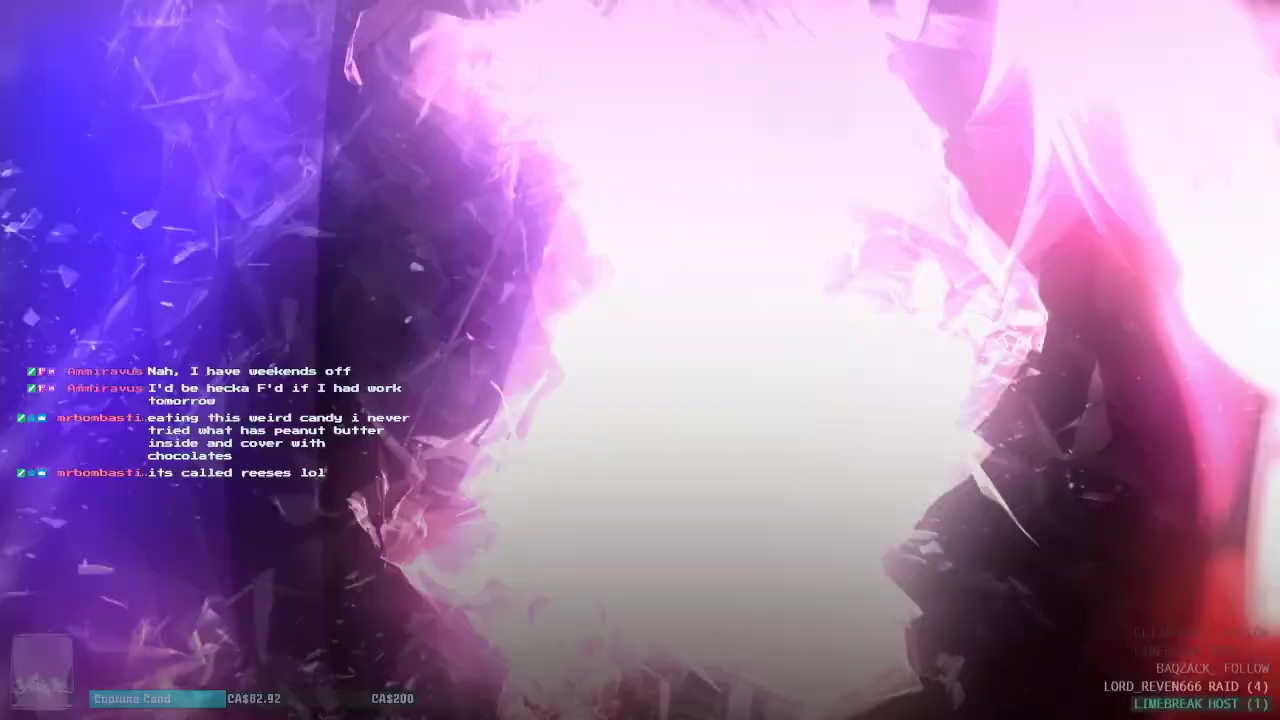 Ammiravus Nah, I have weekends off
Ammiravus I'd be hecka F'd if I had work
tomorrow
mrbombasti… eating this weird candy i never
tried what has peanut butter
inside and cover with
chocolates
mrbombasti… its called reeses lol
Capture Card CA$82.92 CA$200
BAQZACK_ FOLLOW
LORD_REVEN666 RAID (4)
LIMEBREAK HOST (1)